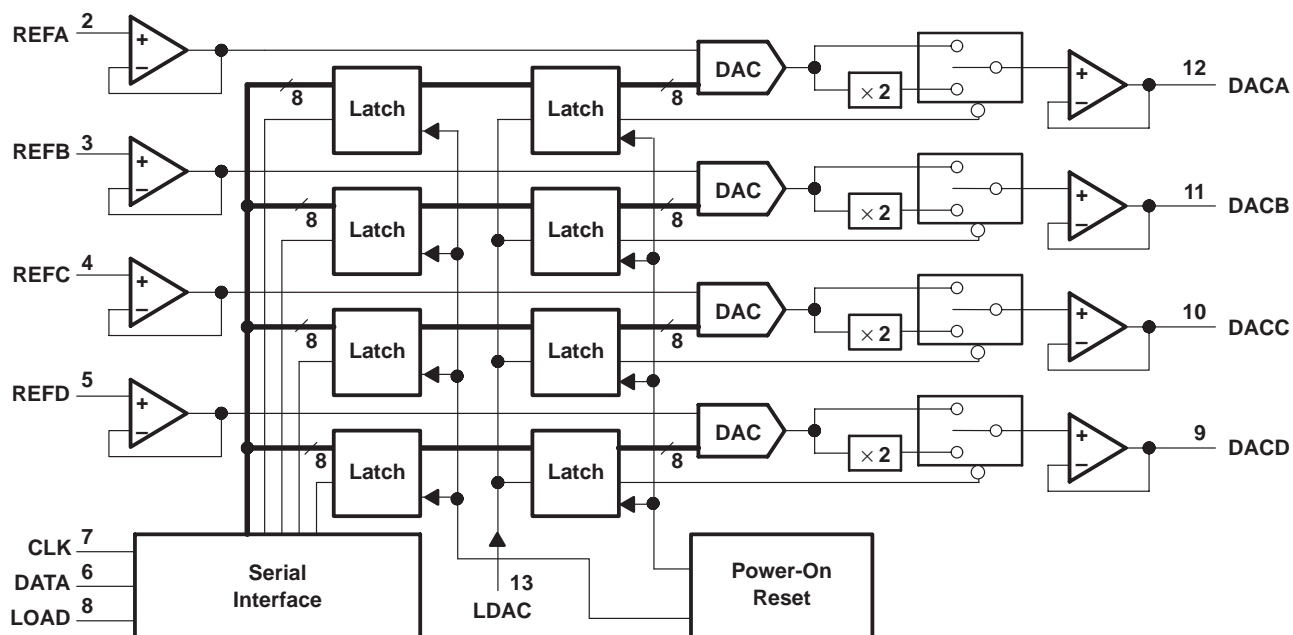 REFA 2 + − DAC × 2 + − 12 DACA
8 Latch Latch 8
REFB 3 + − DAC × 2 + − 11 DACB
8 Latch Latch 8
REFC 4 + − DAC × 2 + − 10 DACC
8 Latch Latch 8
REFD 5 + − DAC × 2 + − 9 DACD
8 Latch Latch 8
CLK 7
DATA 6
LOAD 8
Serial
Interface
13
LDAC
Power-On
Reset